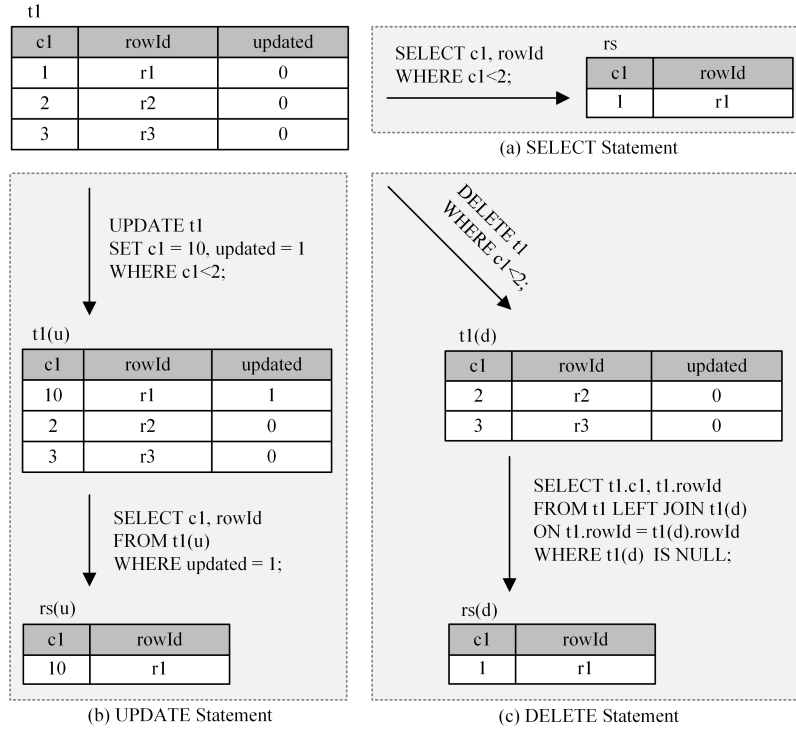 t1
c1 rowId updated
1 r1 0
2 r2 0
3 r3 0
SELECT c1, rowId
WHERE c1<2;
rs
c1 rowId
1 r1
(a) SELECT Statement
UPDATE t1
SET c1 = 10, updated = 1
WHERE c1<2;
t1(u)
c1 rowId updated
10 r1 1
2 r2 0
3 r3 0
SELECT c1, rowId
FROM t1(u)
WHERE updated = 1;
rs(u)
c1 rowId
10 r1
(b) UPDATE Statement
DELETE t1
WHERE c1<2;
t1(d)
c1 rowId updated
2 r2 0
3 r3 0
SELECT t1.c1, t1.rowId
FROM t1 LEFT JOIN t1(d)
ON t1.rowId = t1(d).rowId
WHERE t1(d) IS NULL;
rs(d)
c1 rowId
1 r1
(c) DELETE Statement